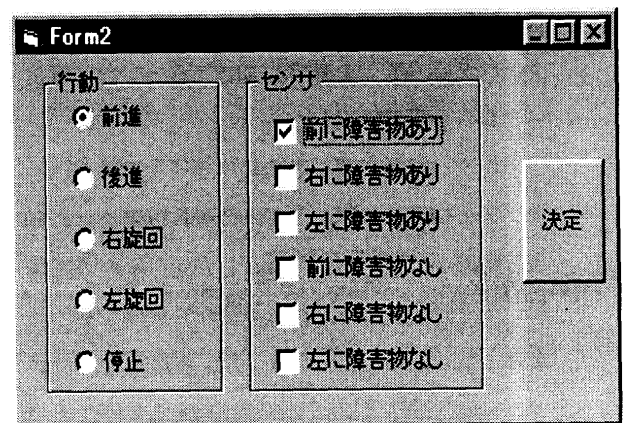 Form2
行動
前進
後進
右旋回
左旋回
停止
センサ
前に障害物あり
右に障害物あり
左に障害物あり
前に障害物なし
右に障害物なし
左に障害物なし
決定